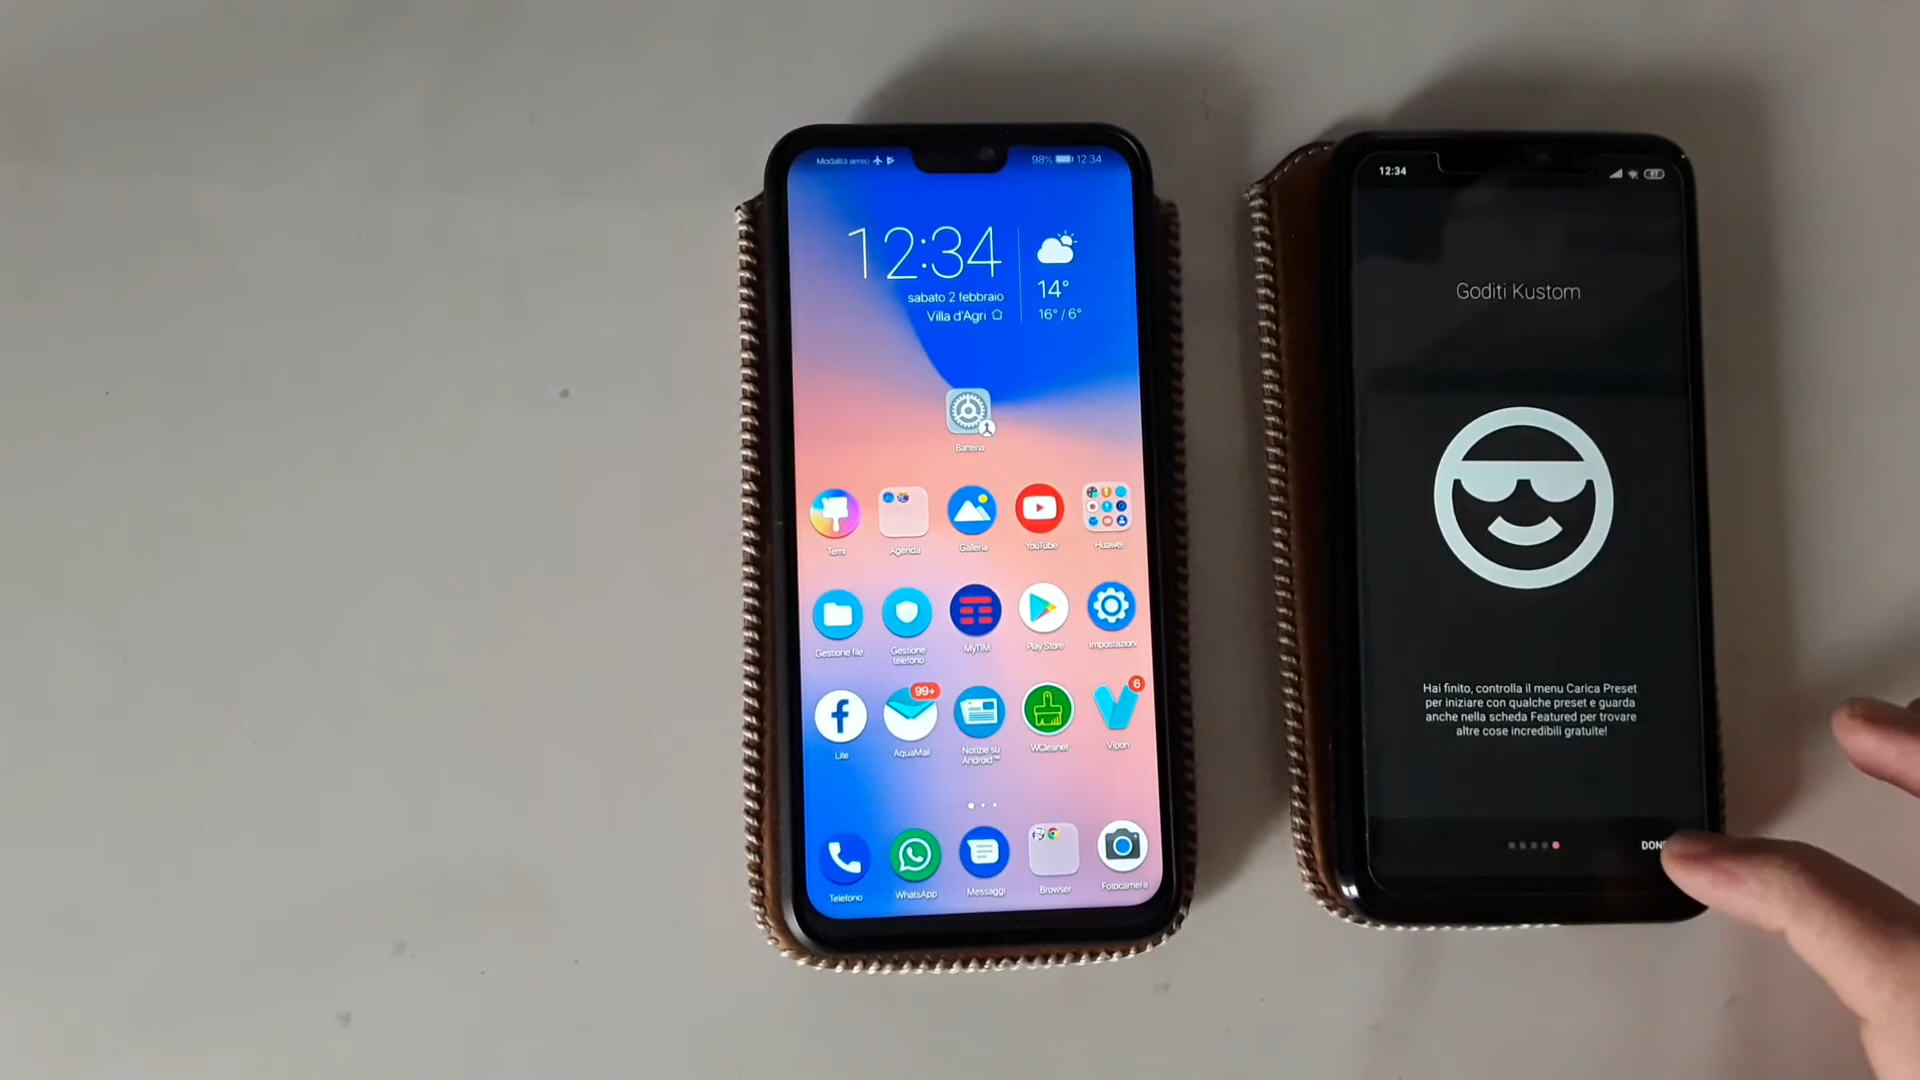 Modalità aereo
98% 12:34
12:34
sabato 2 febbraio
Villa d'Agri
14°
16° / 6°
Batteria
Temi
Agenda
Galleria
YouTube
Huawei
Gestione file
Gestione
telefono
MyTIM
Play Store
Impostazioni
99+
6
Lite
AquaMail
Notizie su
Android™
WCleaner
Vipon
Telefono
WhatsApp
Messaggi
Browser
Fotocamera
12:34
97
Goditi Kustom
Hai finito, controlla il menu Carica Preset
per iniziare con qualche preset e guarda
anche nella scheda Featured per trovare
altre cose incredibili gratuite!